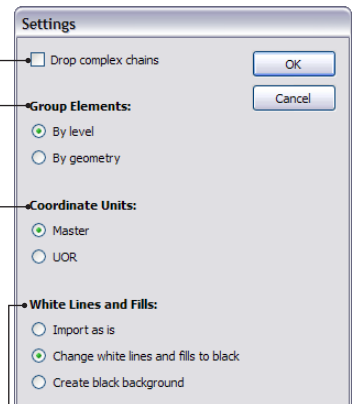 Settings
Drop complex chains
OK
Cancel
Group Elements:
By level
By geometry
Coordinate Units:
Master
UOR
White Lines and Fills:
Import as is
Change white lines and fills to black
Create black background